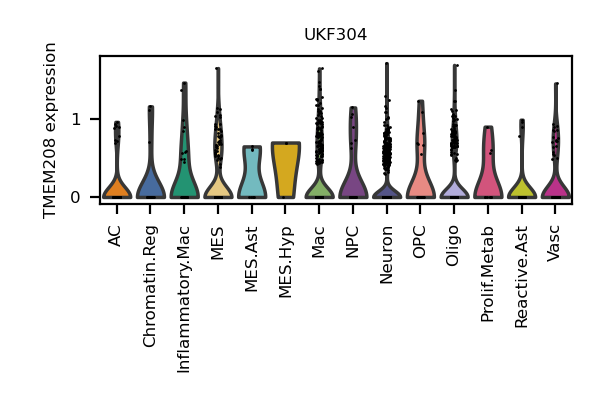 UKF304
TMEM208 expression
1
0
AC
Chromatin.Reg
Inflammatory.Mac
MES
MES.Ast
MES.Hyp
Mac
NPC
Neuron
OPC
Oligo
Prolif.Metab
Reactive.Ast
Vasc